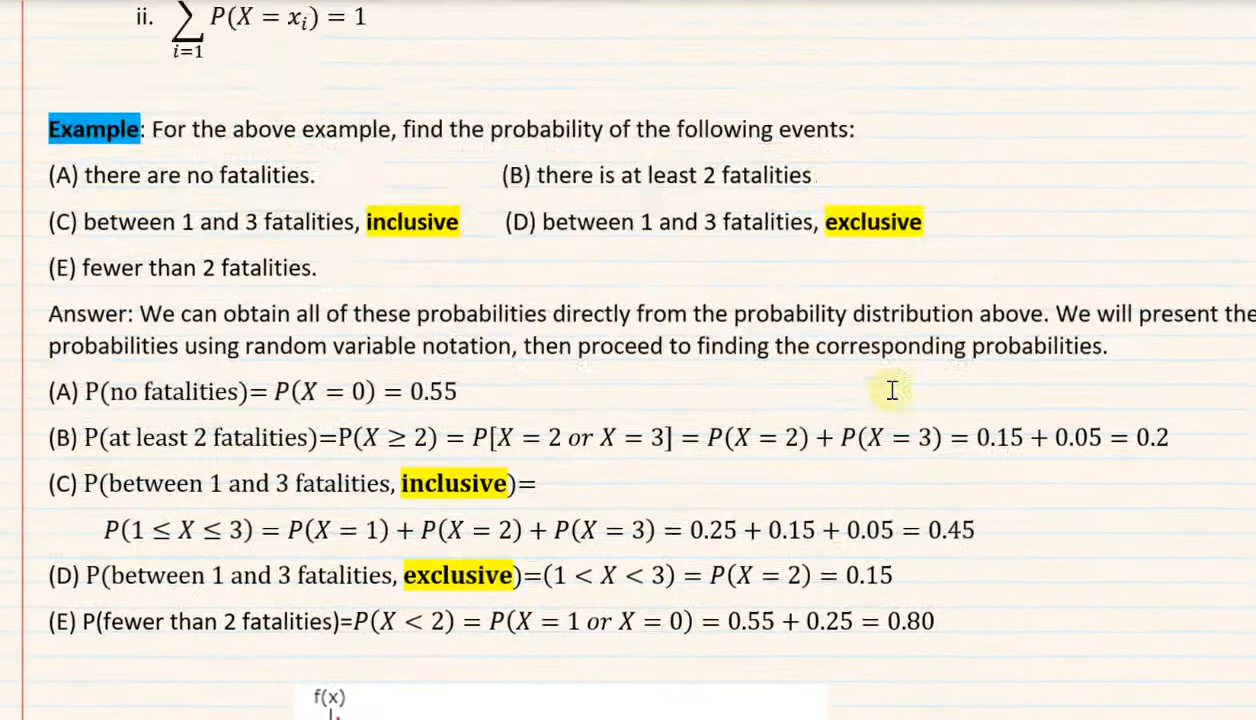 ii. ∑ P(X = xᵢ) = 1
i=1
Example: For the above example, find the probability of the following events:
(A) there are no fatalities. (B) there is at least 2 fatalities.
(C) between 1 and 3 fatalities, inclusive (D) between 1 and 3 fatalities, exclusive
(E) fewer than 2 fatalities.
Answer: We can obtain all of these probabilities directly from the probability distribution above. We will present the
probabilities using random variable notation, then proceed to finding the corresponding probabilities.
(A) P(no fatalities)= P(X = 0) = 0.55
(B) P(at least 2 fatalities)=P(X ≥ 2) = P[X = 2 or X = 3] = P(X = 2) + P(X = 3) = 0.15 + 0.05 = 0.2
(C) P(between 1 and 3 fatalities, inclusive)=
P(1 ≤ X ≤ 3) = P(X = 1) + P(X = 2) + P(X = 3) = 0.25 + 0.15 + 0.05 = 0.45
(D) P(between 1 and 3 fatalities, exclusive)=(1 < X < 3) = P(X = 2) = 0.15
(E) P(fewer than 2 fatalities)=P(X < 2) = P(X = 1 or X = 0) = 0.55 + 0.25 = 0.80
f(x)